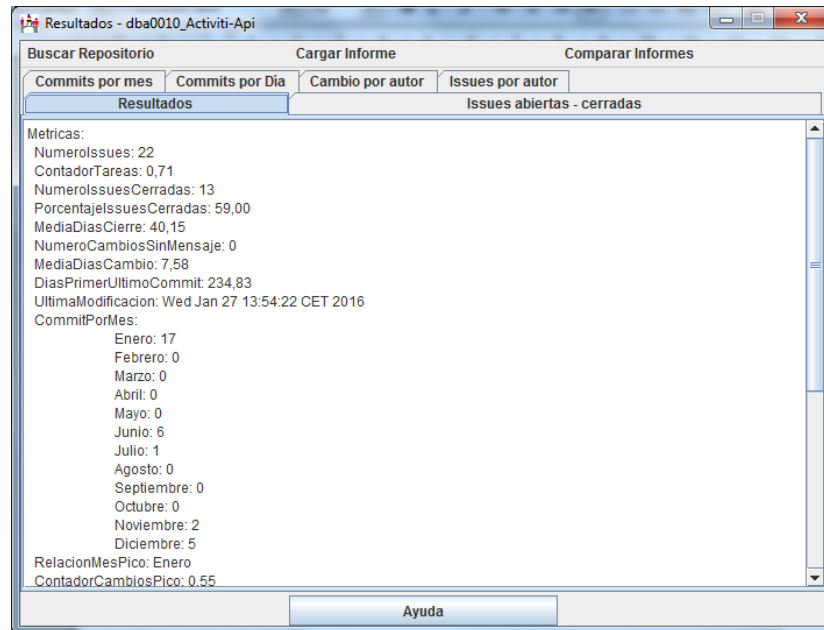 Resultados - dba0010_Activiti-Api
Buscar Repositorio Cargar Informe Comparar Informes
Commits por mes Commits por Día Cambio por autor Issues por autor
Resultados Issues abiertas - cerradas
Metricas:
NumeroIssues: 22
ContadorTareas: 0,71
NumeroIssuesCerradas: 13
PorcentajeIssuesCerradas: 59,00
MediaDiasCierre: 40,15
NumeroCambiosSinMensaje: 0
MediaDiasCambio: 7,58
DiasPrimerUltimoCommit: 234,83
UltimaModificacion: Wed Jan 27 13:54:22 CET 2016
CommitPorMes:
Enero: 17
Febrero: 0
Marzo: 0
Abril: 0
Mayo: 0
Junio: 6
Julio: 1
Agosto: 0
Septiembre: 0
Octubre: 0
Noviembre: 2
Diciembre: 5
RelacionMesPico: Enero
ContadorCambiosPico: 0.55
Ayuda